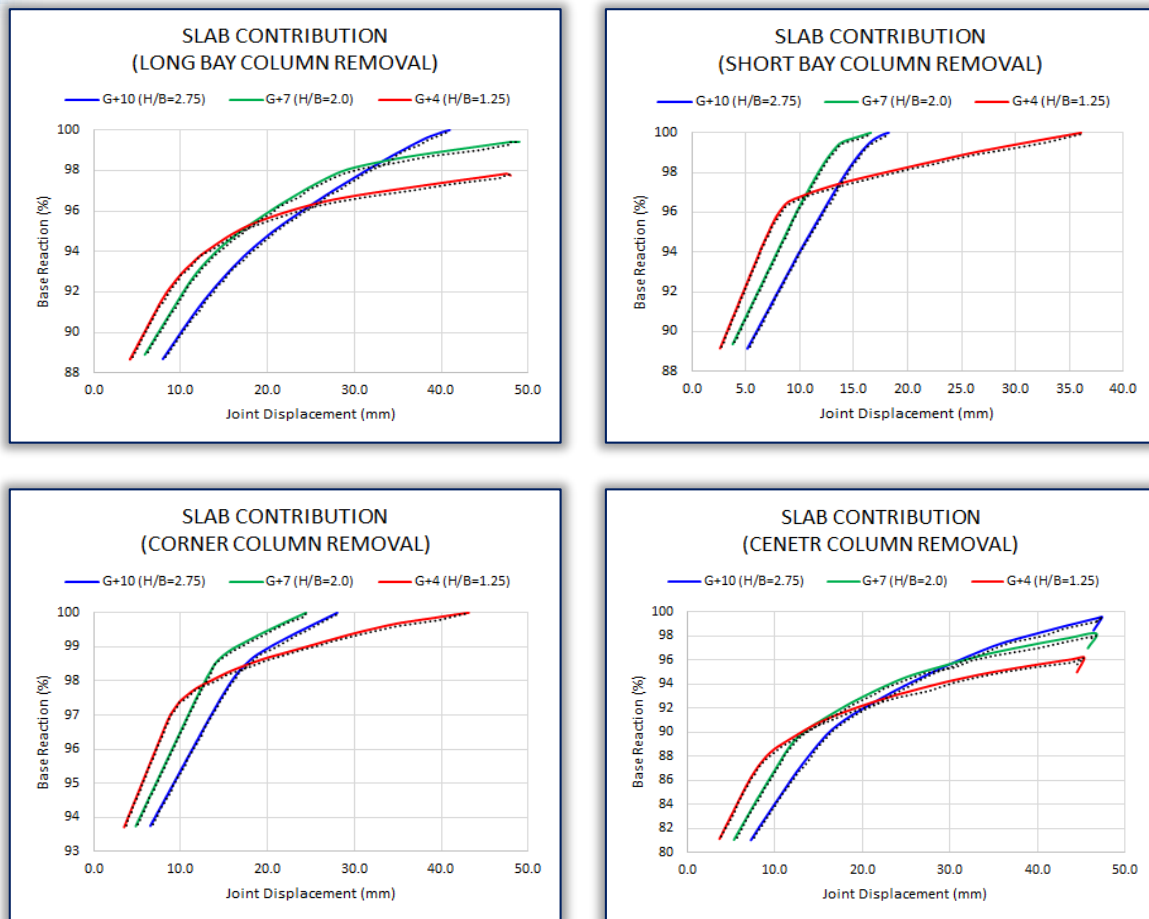 SLAB CONTRIBUTION
(LONG BAY COLUMN REMOVAL)
G+10 (H/B=2.75) G+7 (H/B=2.0) G+4 (H/B=1.25)
100
98
96
94
92
90
88
Base Reaction (%)
0.0 10.0 20.0 30.0 40.0 50.0
Joint Displacement (mm)
SLAB CONTRIBUTION
(SHORT BAY COLUMN REMOVAL)
G+10 (H/B=2.75) G+7 (H/B=2.0) G+4 (H/B=1.25)
100
98
96
94
92
90
88
Base Reaction (%)
0.0 5.0 10.0 15.0 20.0 25.0 30.0 35.0 40.0
Joint Displacement (mm)
SLAB CONTRIBUTION
(CORNER COLUMN REMOVAL)
G+10 (H/B=2.75) G+7 (H/B=2.0) G+4 (H/B=1.25)
100
99
98
97
96
95
94
93
Base Reaction (%)
0.0 10.0 20.0 30.0 40.0 50.0
Joint Displacement (mm)
SLAB CONTRIBUTION
(CENETR COLUMN REMOVAL)
G+10 (H/B=2.75) G+7 (H/B=2.0) G+4 (H/B=1.25)
100
98
96
94
92
90
88
86
84
82
80
Base Reaction (%)
0.0 10.0 20.0 30.0 40.0 50.0
Joint Displacement (mm)